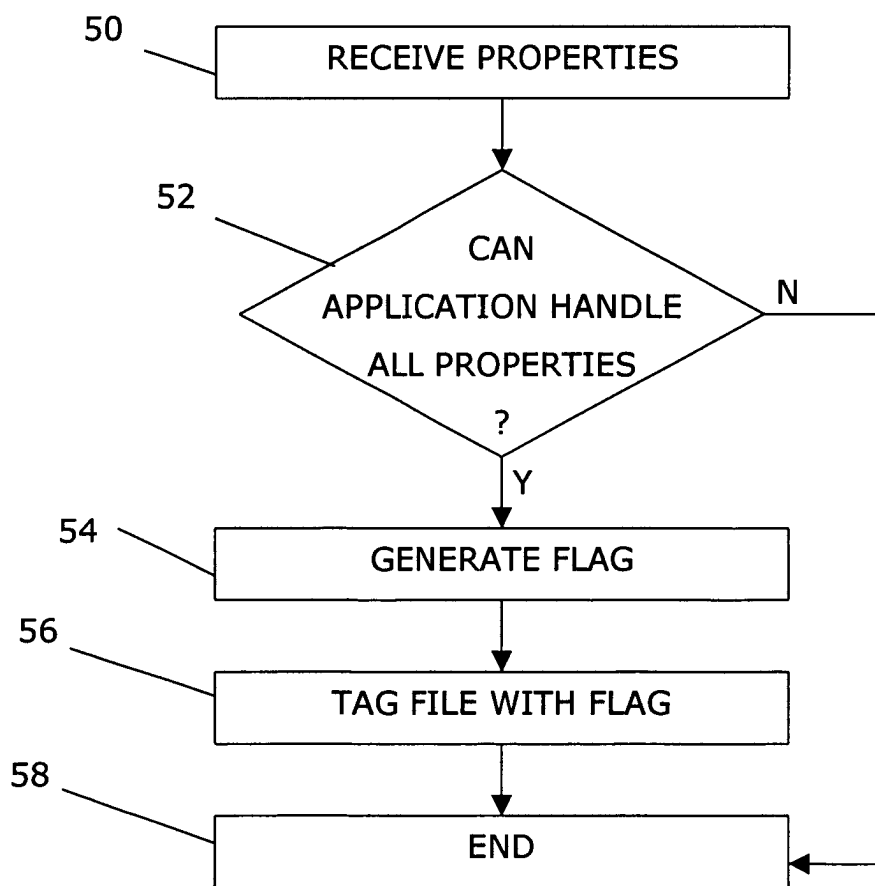 50
RECEIVE PROPERTIES
52
CAN
APPLICATION HANDLE
ALL PROPERTIES
?
N
Y
54
GENERATE FLAG
56
TAG FILE WITH FLAG
58
END